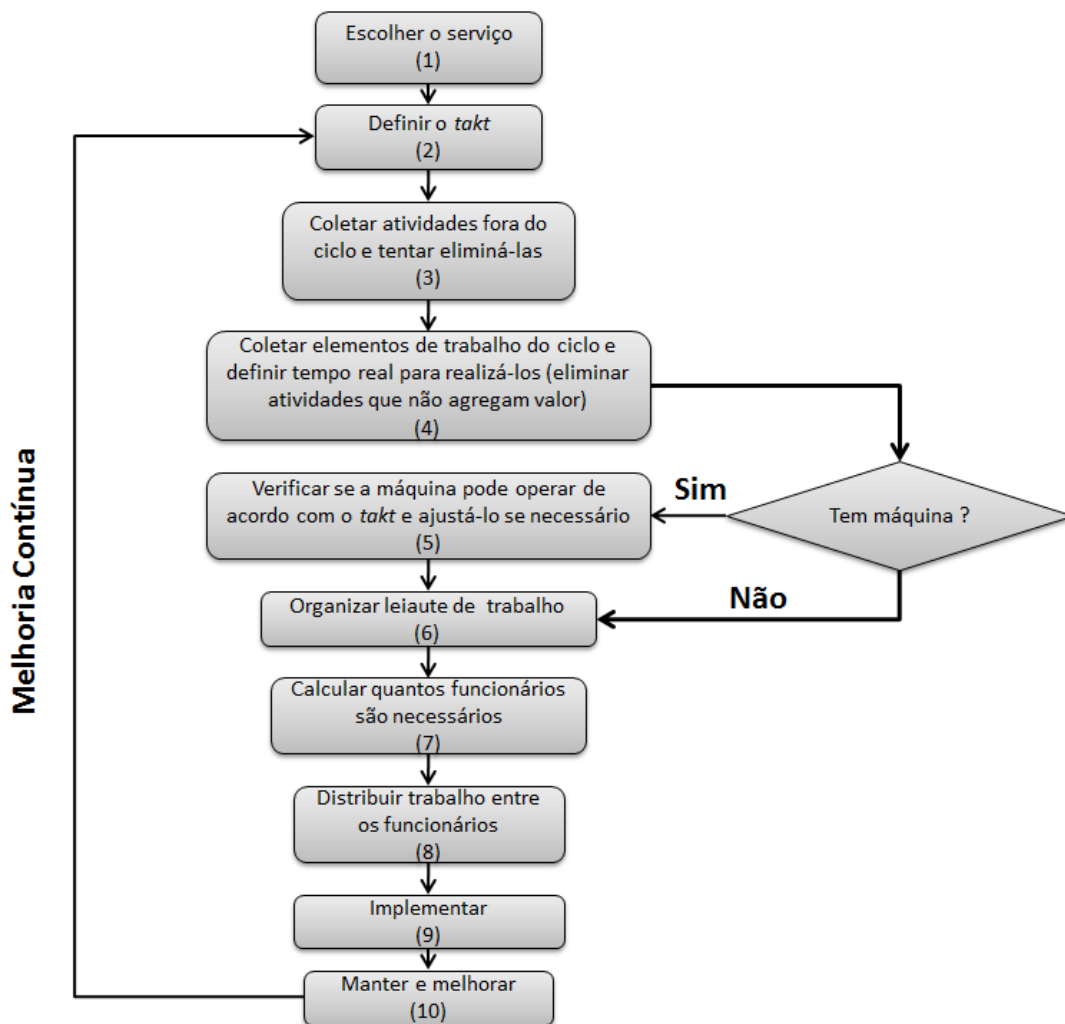 Escolher o serviço
(1)
Definir o takt
(2)
Coletar atividades fora do
ciclo e tentar eliminá-las
(3)
Coletar elementos de trabalho do ciclo e
definir tempo real para realizá-los (eliminar
atividades que não agregam valor)
(4)
Tem máquina ?
Sim
Não
Verificar se a máquina pode operar de
acordo com o takt e ajustá-lo se necessário
(5)
Organizar leiaute de trabalho
(6)
Calcular quantos funcionários
são necessários
(7)
Distribuir trabalho entre
os funcionários
(8)
Implementar
(9)
Manter e melhorar
(10)
Melhoria Contínua